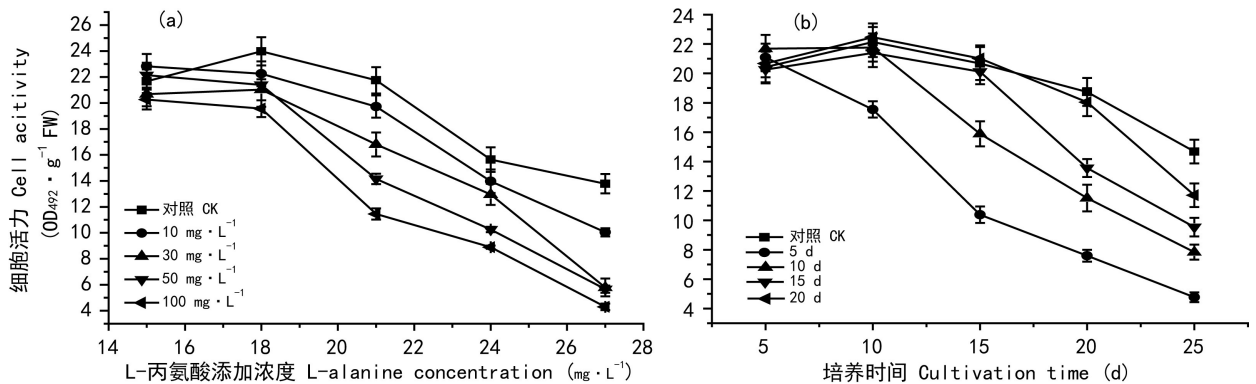 细胞活力 Cell acitivity
(OD₄₉₂·g⁻¹ FW)
(a)
26
24
22
20
18
16
14
12
10
8
6
4
对照 CK
10 mg·L⁻¹
30 mg·L⁻¹
50 mg·L⁻¹
100 mg·L⁻¹
14 16 18 20 22 24 26 28
L-丙氨酸添加浓度 L-alanine concentration (mg·L⁻¹)
(b)
24
22
20
18
16
14
12
10
8
6
4
对照 CK
5 d
10 d
15 d
20 d
5 10 15 20 25
培养时间 Cultivation time (d)